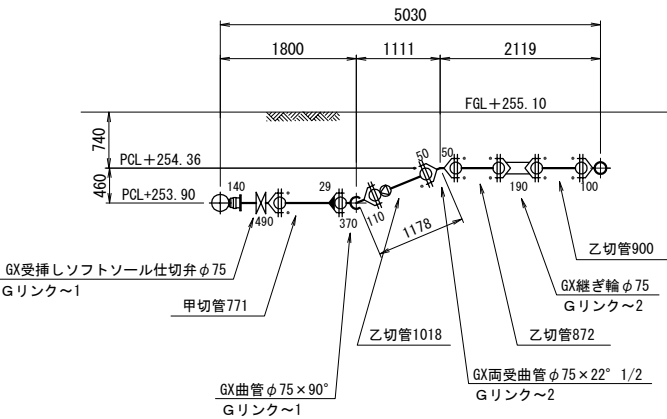 5030
1800
1111
2119
FGL+255.10
740
PCL+254.36
460
PCL+253.90
140
490
29
370
110
50
50
190
100
1178
乙切管900
GX受挿しソフトソール仕切弁φ75
Gリンク～1
GX継ぎ輪φ75
Gリンク～2
甲切管771
乙切管1018
乙切管872
GX曲管φ75×90°
Gリンク～1
GX両受曲管φ75×22° 1/2
Gリンク～2